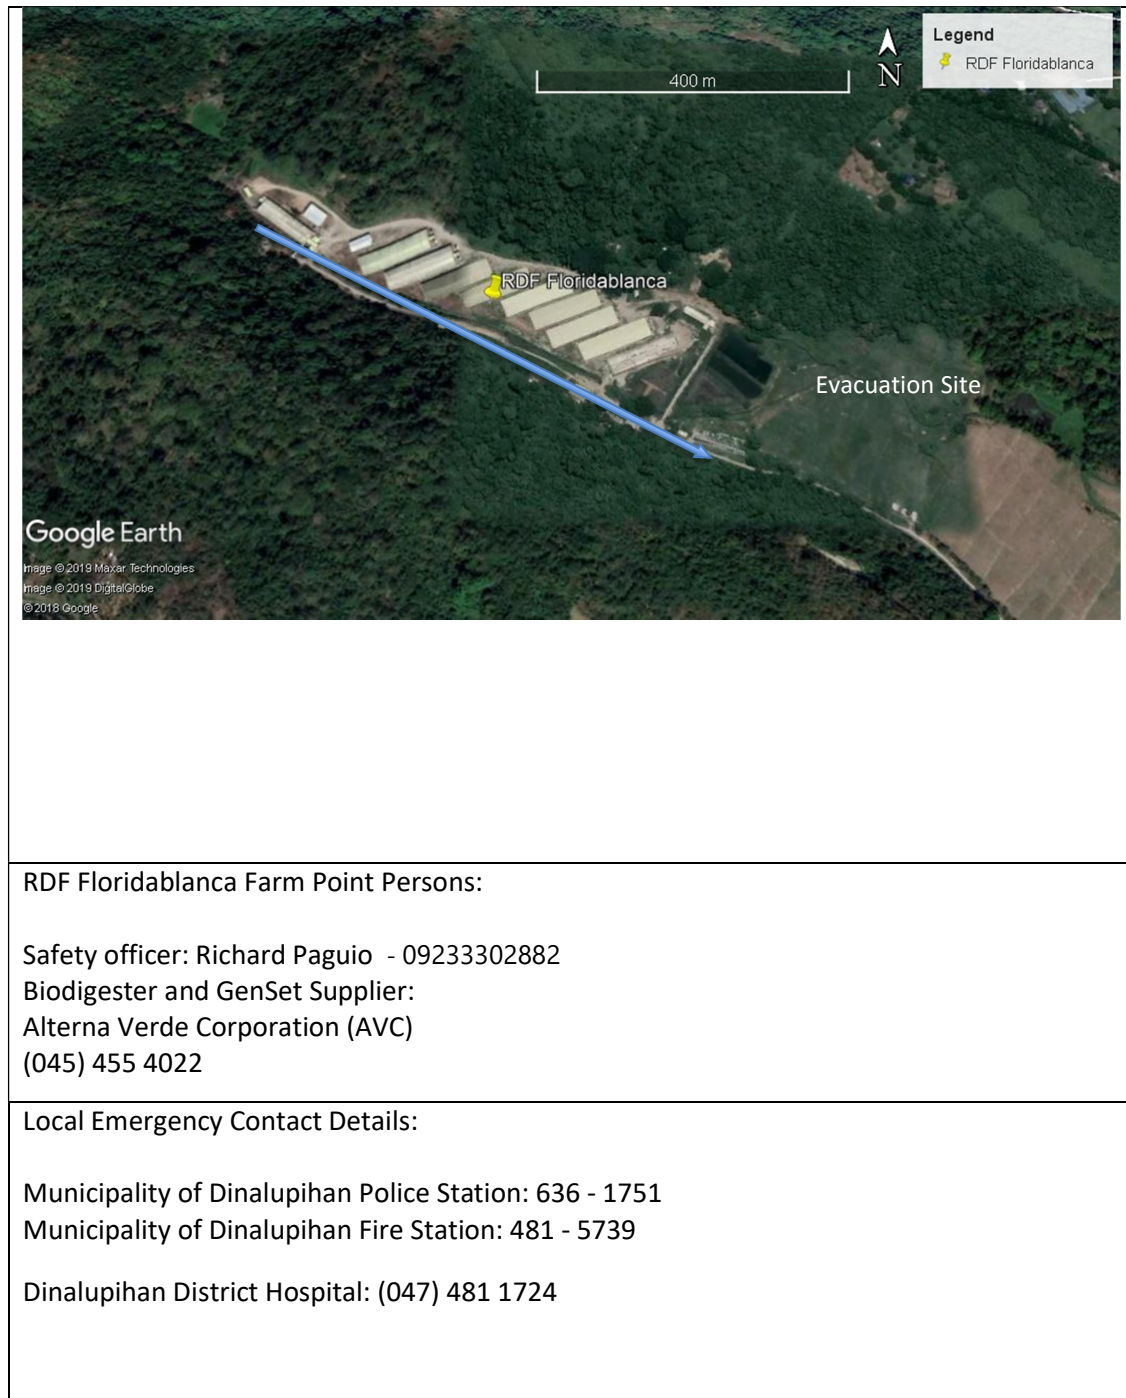 Legend
RDF Floridablanca
400 m
N
RDF Floridablanca
Evacuation Site
Google Earth
Image © 2019 Maxar Technologies
Image © 2019 DigitalGlobe
© 2018 Google
RDF Floridablanca Farm Point Persons:
Safety officer: Richard Paguio - 09233302882
Biodigester and GenSet Supplier:
Alterna Verde Corporation (AVC)
(045) 455 4022
Local Emergency Contact Details:
Municipality of Dinalupihan Police Station: 636 - 1751
Municipality of Dinalupihan Fire Station: 481 - 5739
Dinalupihan District Hospital: (047) 481 1724